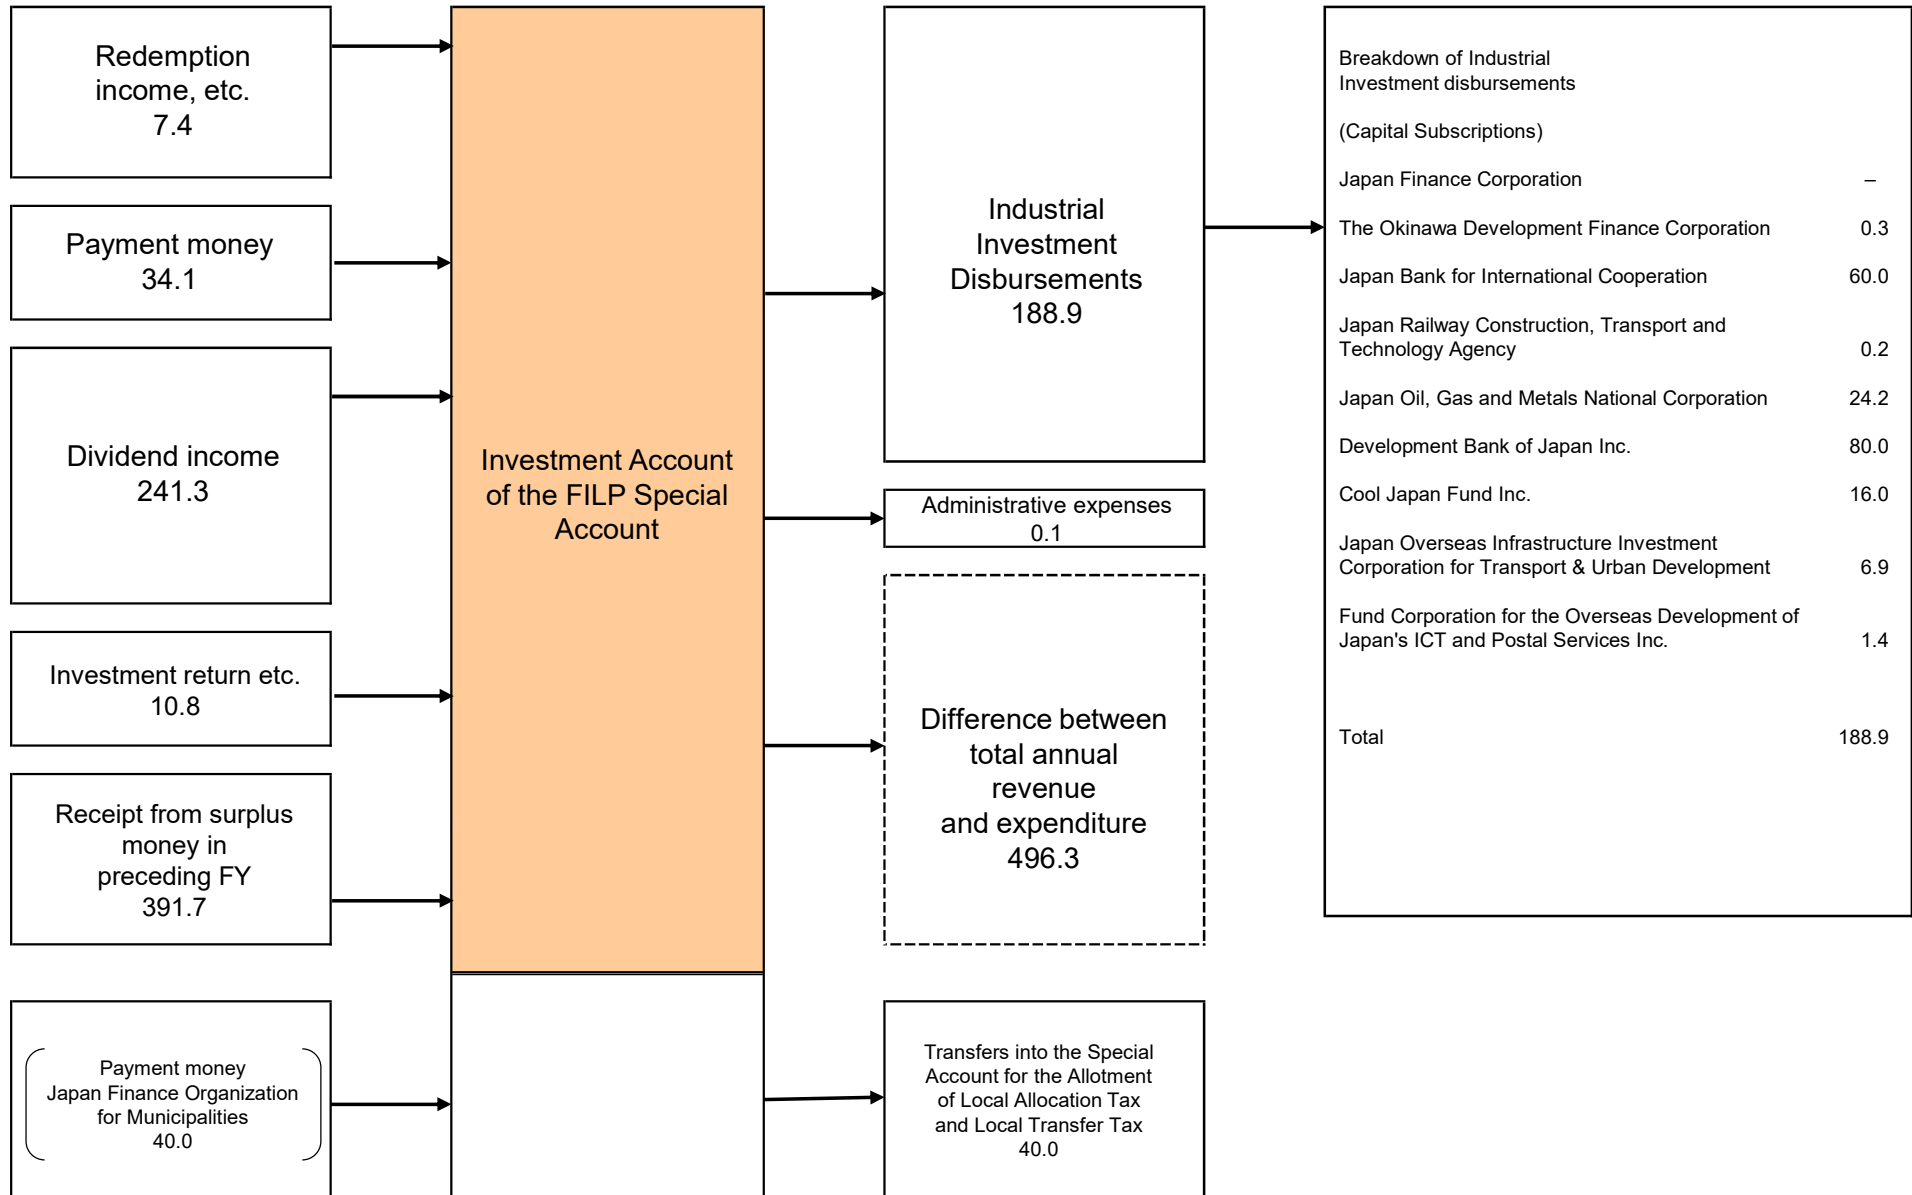 Redemption
income, etc.
7.4
Payment money
34.1
Dividend income
241.3
Investment return etc.
10.8
Receipt from surplus
money in
preceding FY
391.7
Payment money
Japan Finance Organization
for Municipalities
40.0
Investment Account
of the FILP Special
Account
Industrial
Investment
Disbursements
188.9
Administrative expenses
0.1
Difference between
total annual
revenue
and expenditure
496.3
Transfers into the Special
Account for the Allotment
of Local Allocation Tax
and Local Transfer Tax
40.0
Breakdown of Industrial
Investment disbursements
(Capital Subscriptions)
Japan Finance Corporation –
The Okinawa Development Finance Corporation 0.3
Japan Bank for International Cooperation 60.0
Japan Railway Construction, Transport and
Technology Agency 0.2
Japan Oil, Gas and Metals National Corporation 24.2
Development Bank of Japan Inc. 80.0
Cool Japan Fund Inc. 16.0
Japan Overseas Infrastructure Investment
Corporation for Transport & Urban Development 6.9
Fund Corporation for the Overseas Development of
Japan's ICT and Postal Services Inc. 1.4
Total 188.9